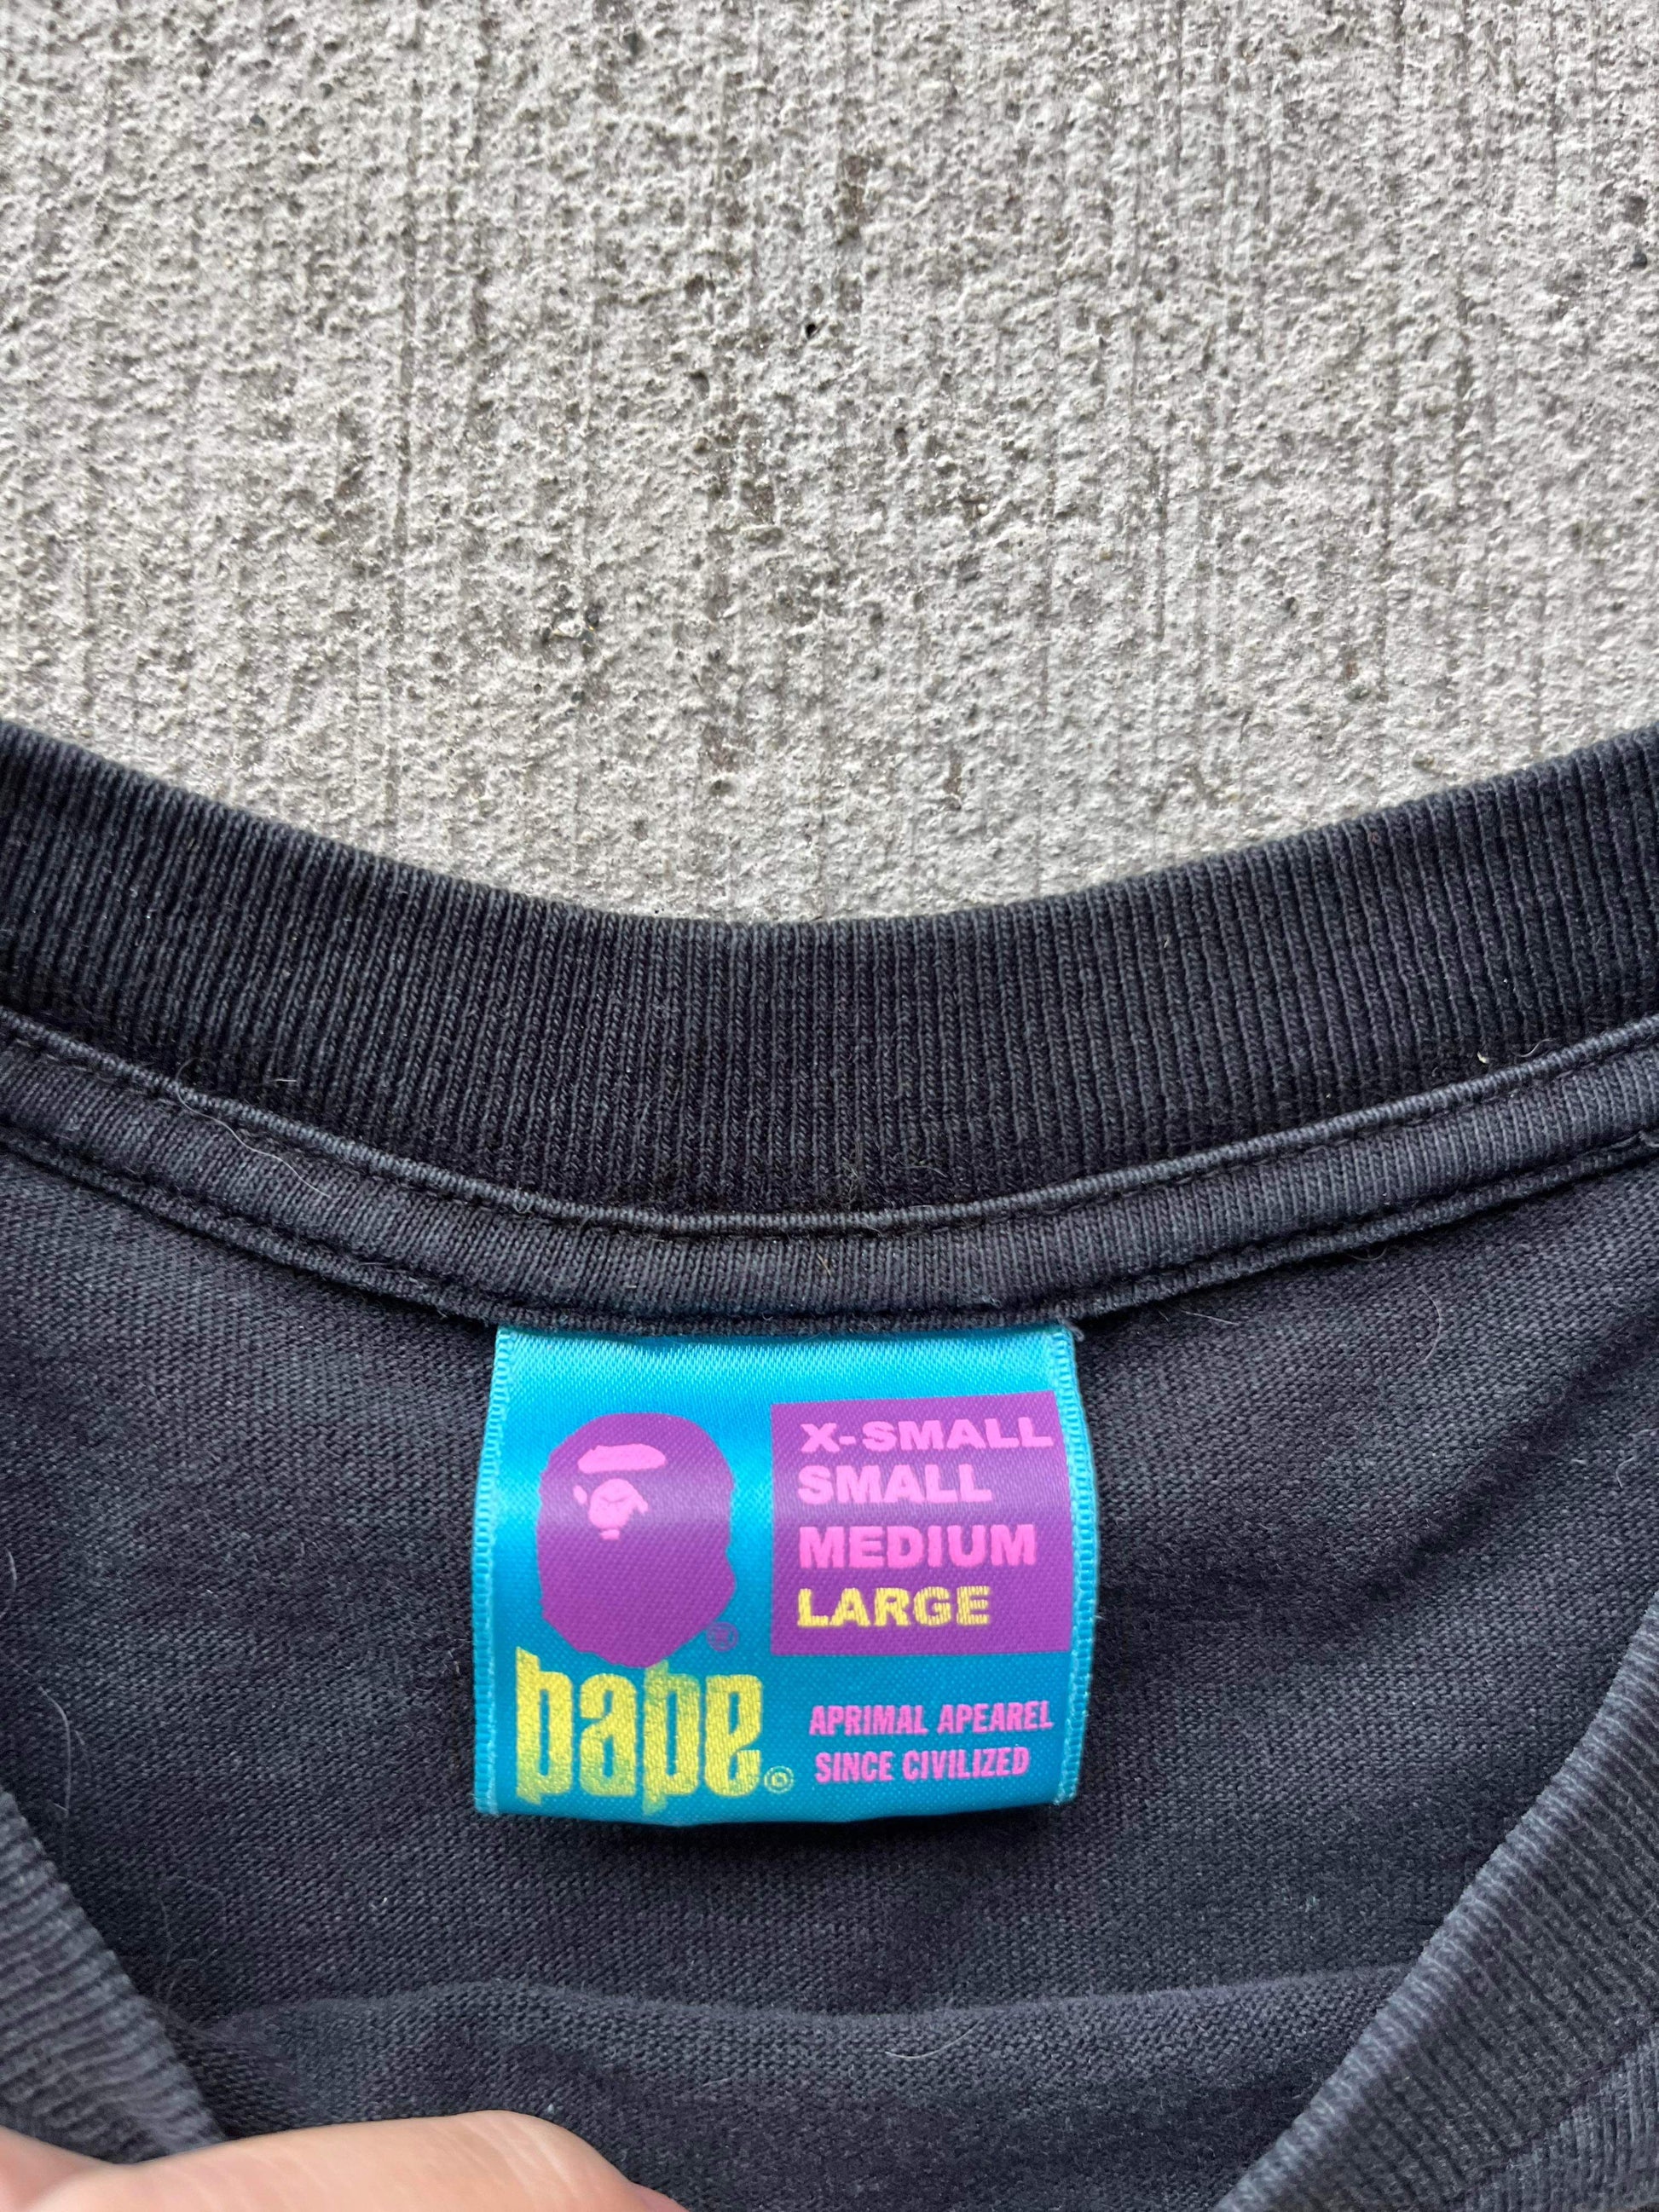 X-SMALL
SMALL
MEDIUM
LARGE
bape®
APRIMAL APEAREL
SINCE CIVILIZED